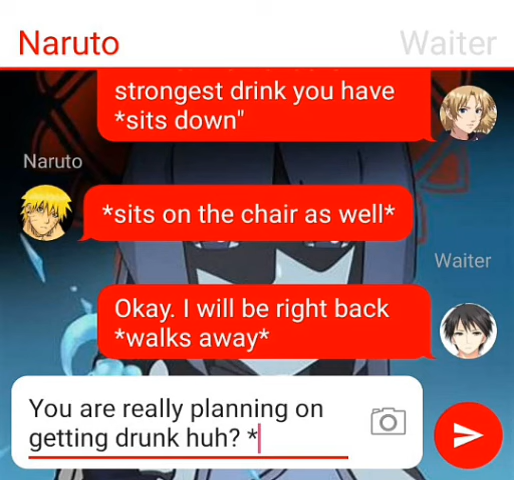 Naruto Waiter
strongest drink you have
*sits down"
Naruto
*sits on the chair as well*
Waiter
Okay. I will be right back
*walks away*
You are really planning on
getting drunk huh? *